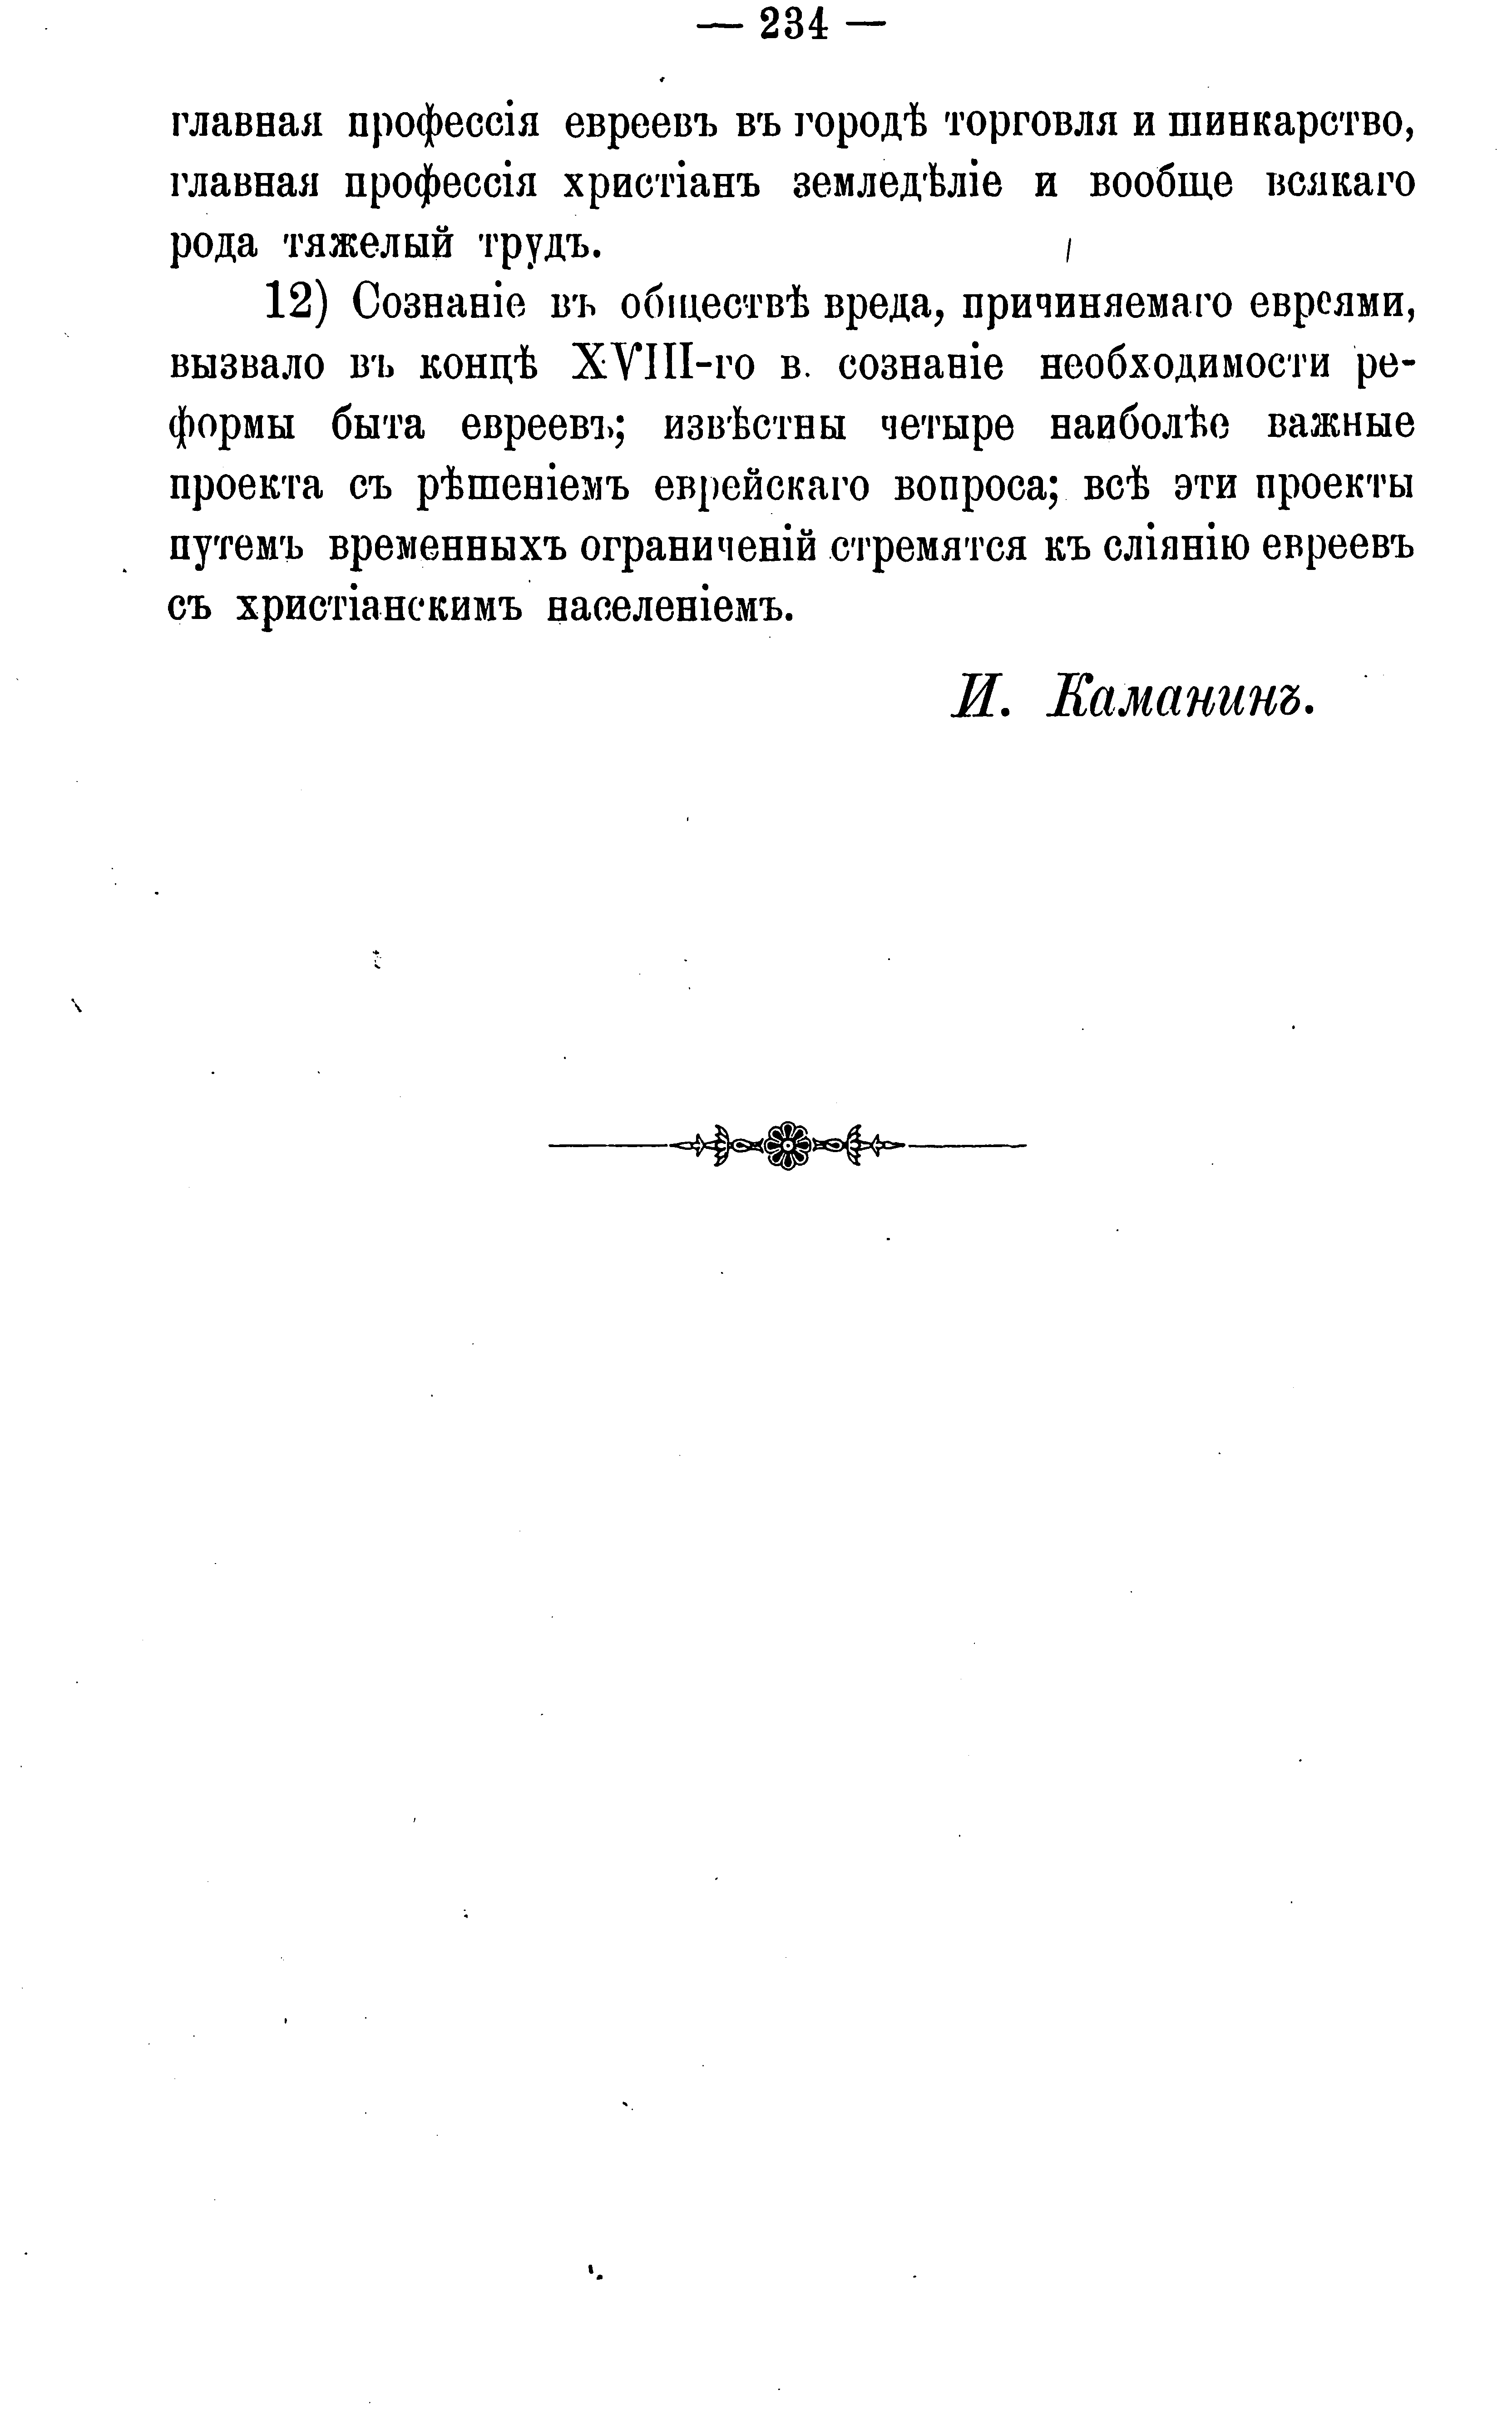 — 234 —
главная профессія евреевъ въ городѣ торговля и шинкарство,
главная профессія христіанъ земледѣліе и вообще всякаго
рода тяжелый трудъ.
12) Сознаніе въ обществѣ вреда, причиняемаго евреями,
вызвало въ концѣ XVIII-го в. сознаніе необходимости ре-
формы быта евреевъ; извѣстны четыре наиболѣе важные
проекта съ рѣшеніемъ еврейскаго вопроса; всѣ эти проекты
путемъ временныхъ ограниченій стремятся къ сліянію евреевъ
съ христіанскимъ населеніемъ.
И. Каманинъ.